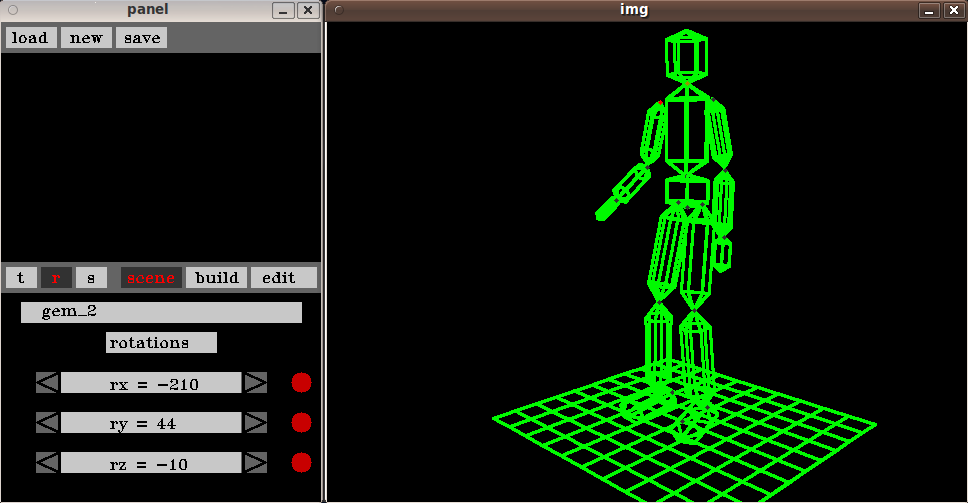 panel
img
load new save
t r s scene build edit
gem_2
rotations
rx = -210
ry = 44
rz = -10